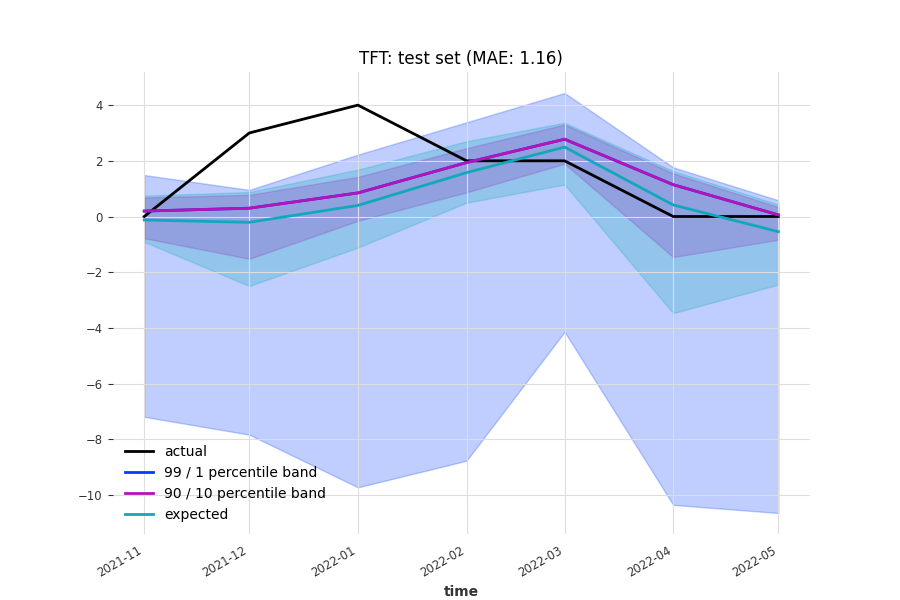 TFT: test set (MAE: 1.16)
4
2
0
−2
−4
−6
−8
−10
actual
99 / 1 percentile band
90 / 10 percentile band
expected
2021-11
2021-12
2022-01
2022-02
2022-03
2022-04
2022-05
time